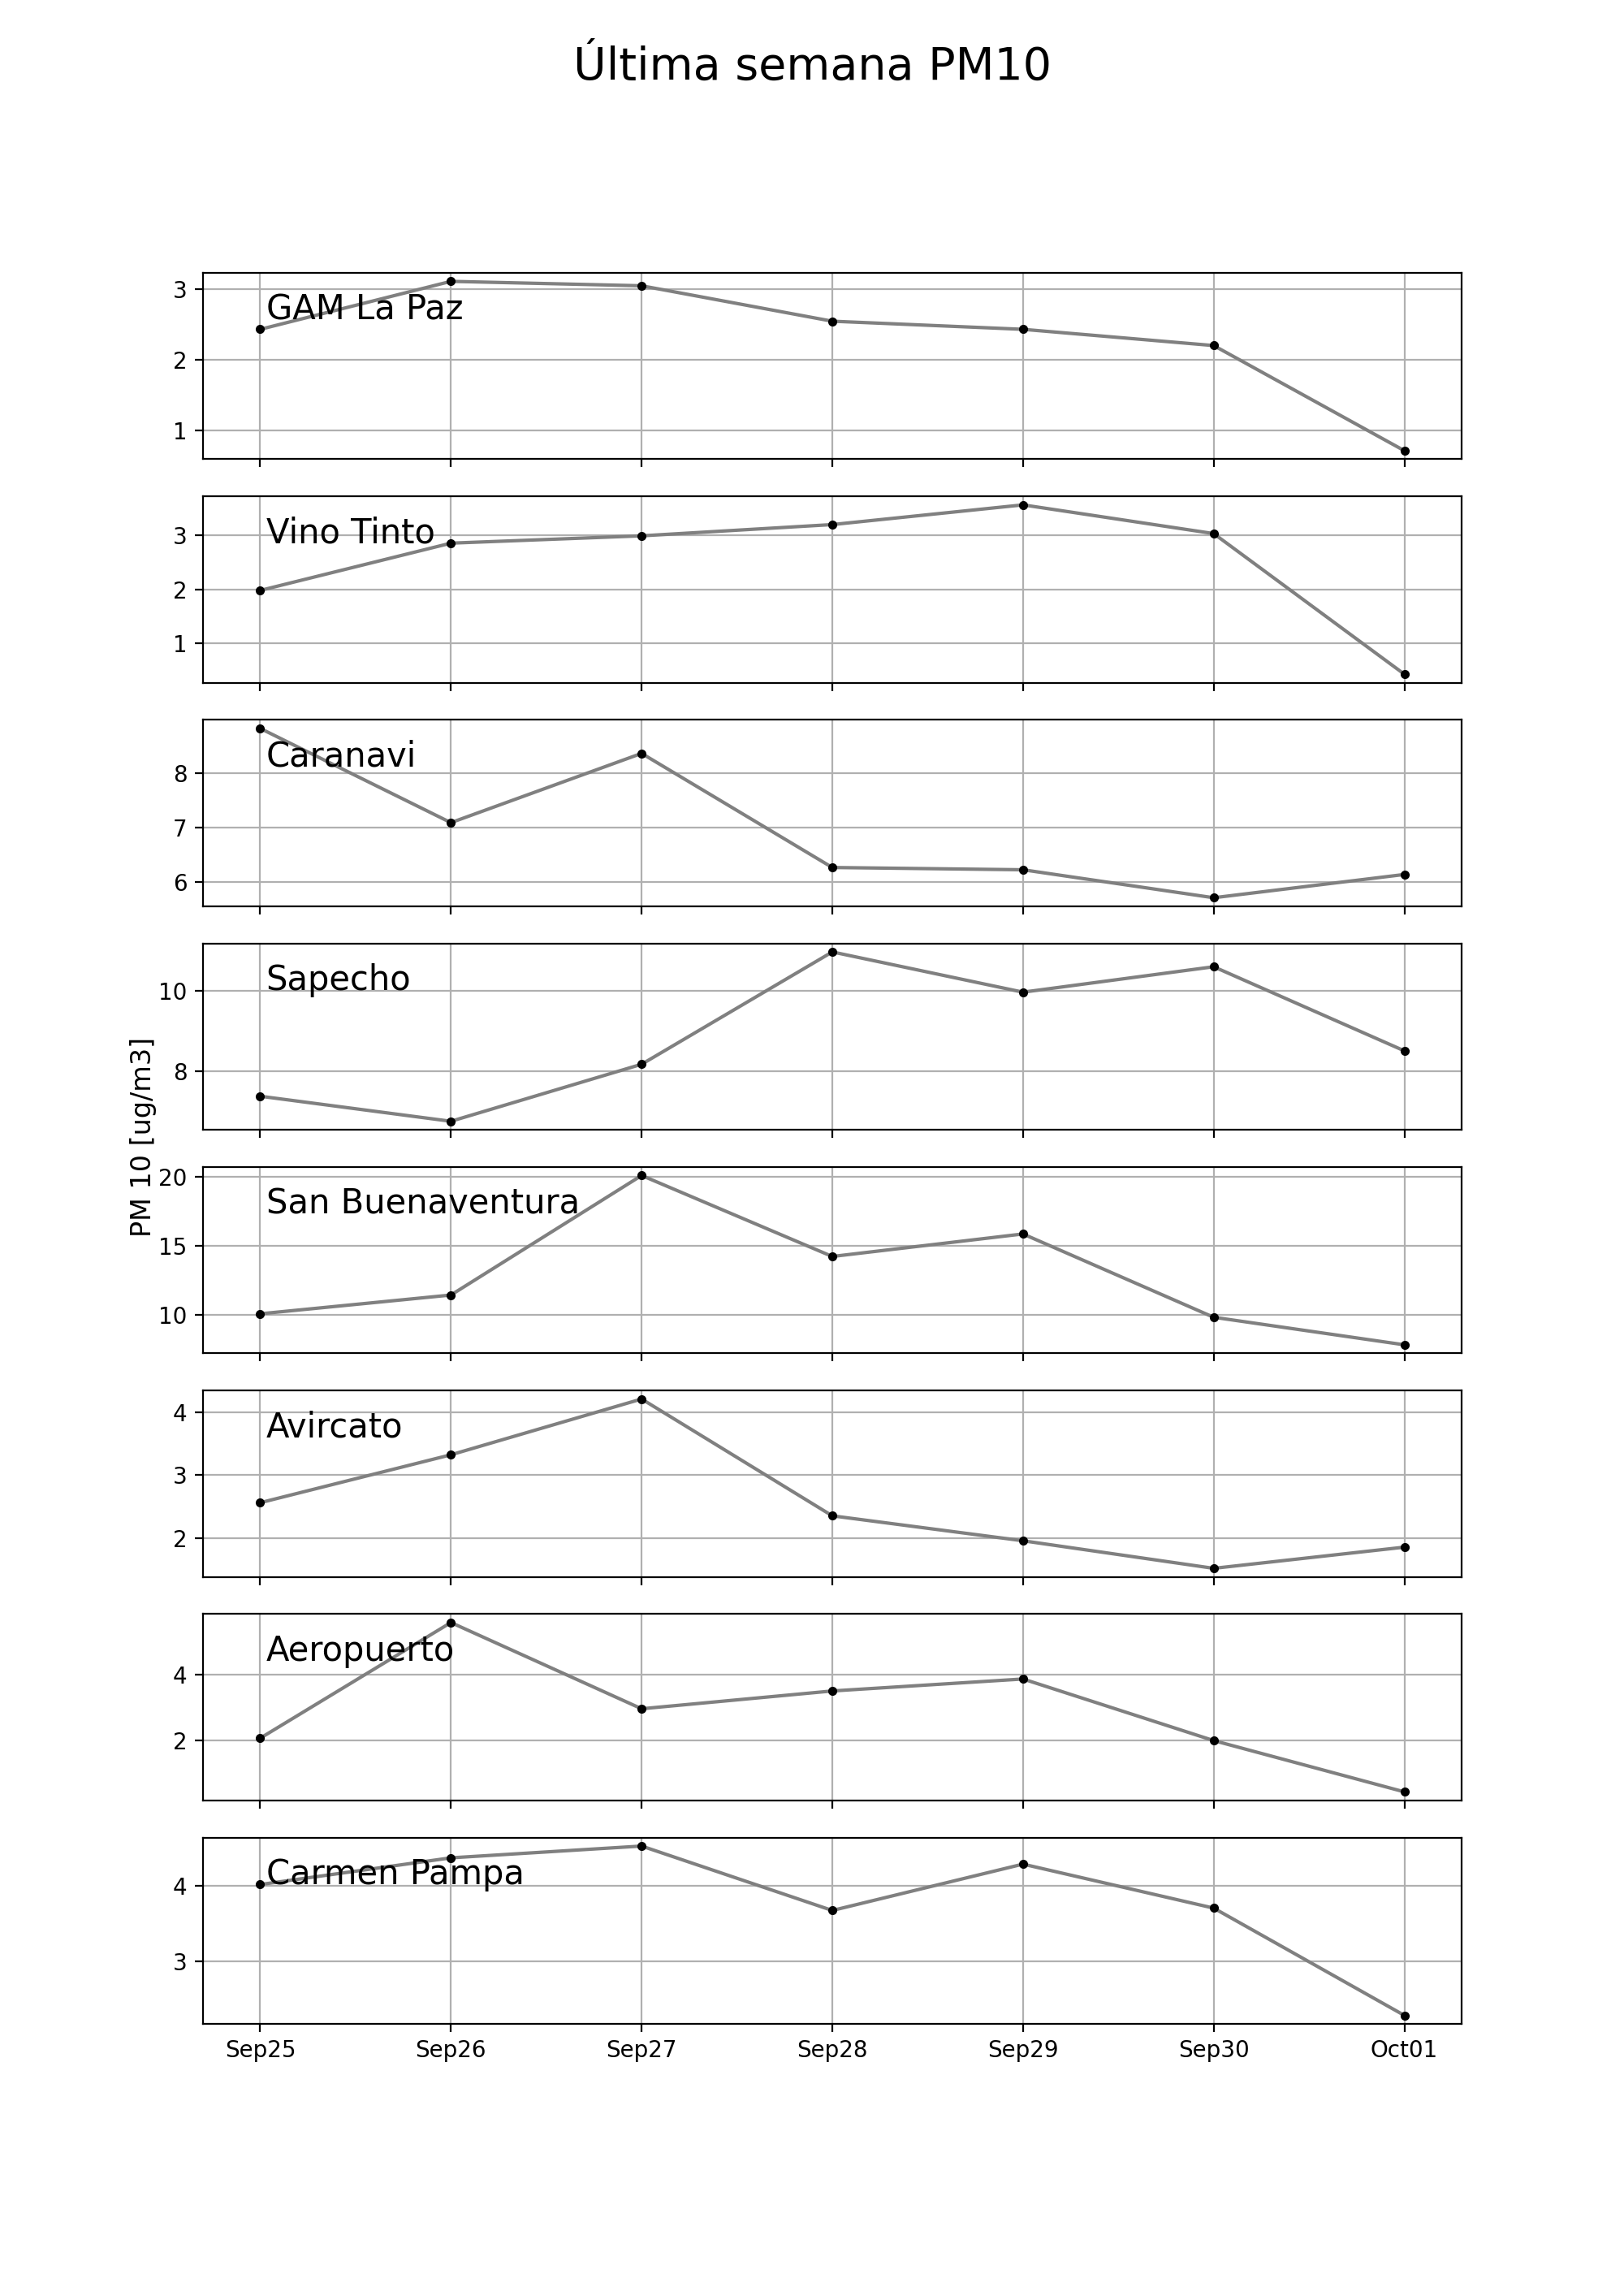 Última semana PM10
GAM La Paz
3
2
1
Vino Tinto
3
2
1
Caranavi
8
7
6
Sapecho
10
8
PM 10 [ug/m3]
San Buenaventura
20
15
10
Avircato
4
3
2
Aeropuerto
4
2
Carmen Pampa
4
3
Sep25 Sep26 Sep27 Sep28 Sep29 Sep30 Oct01